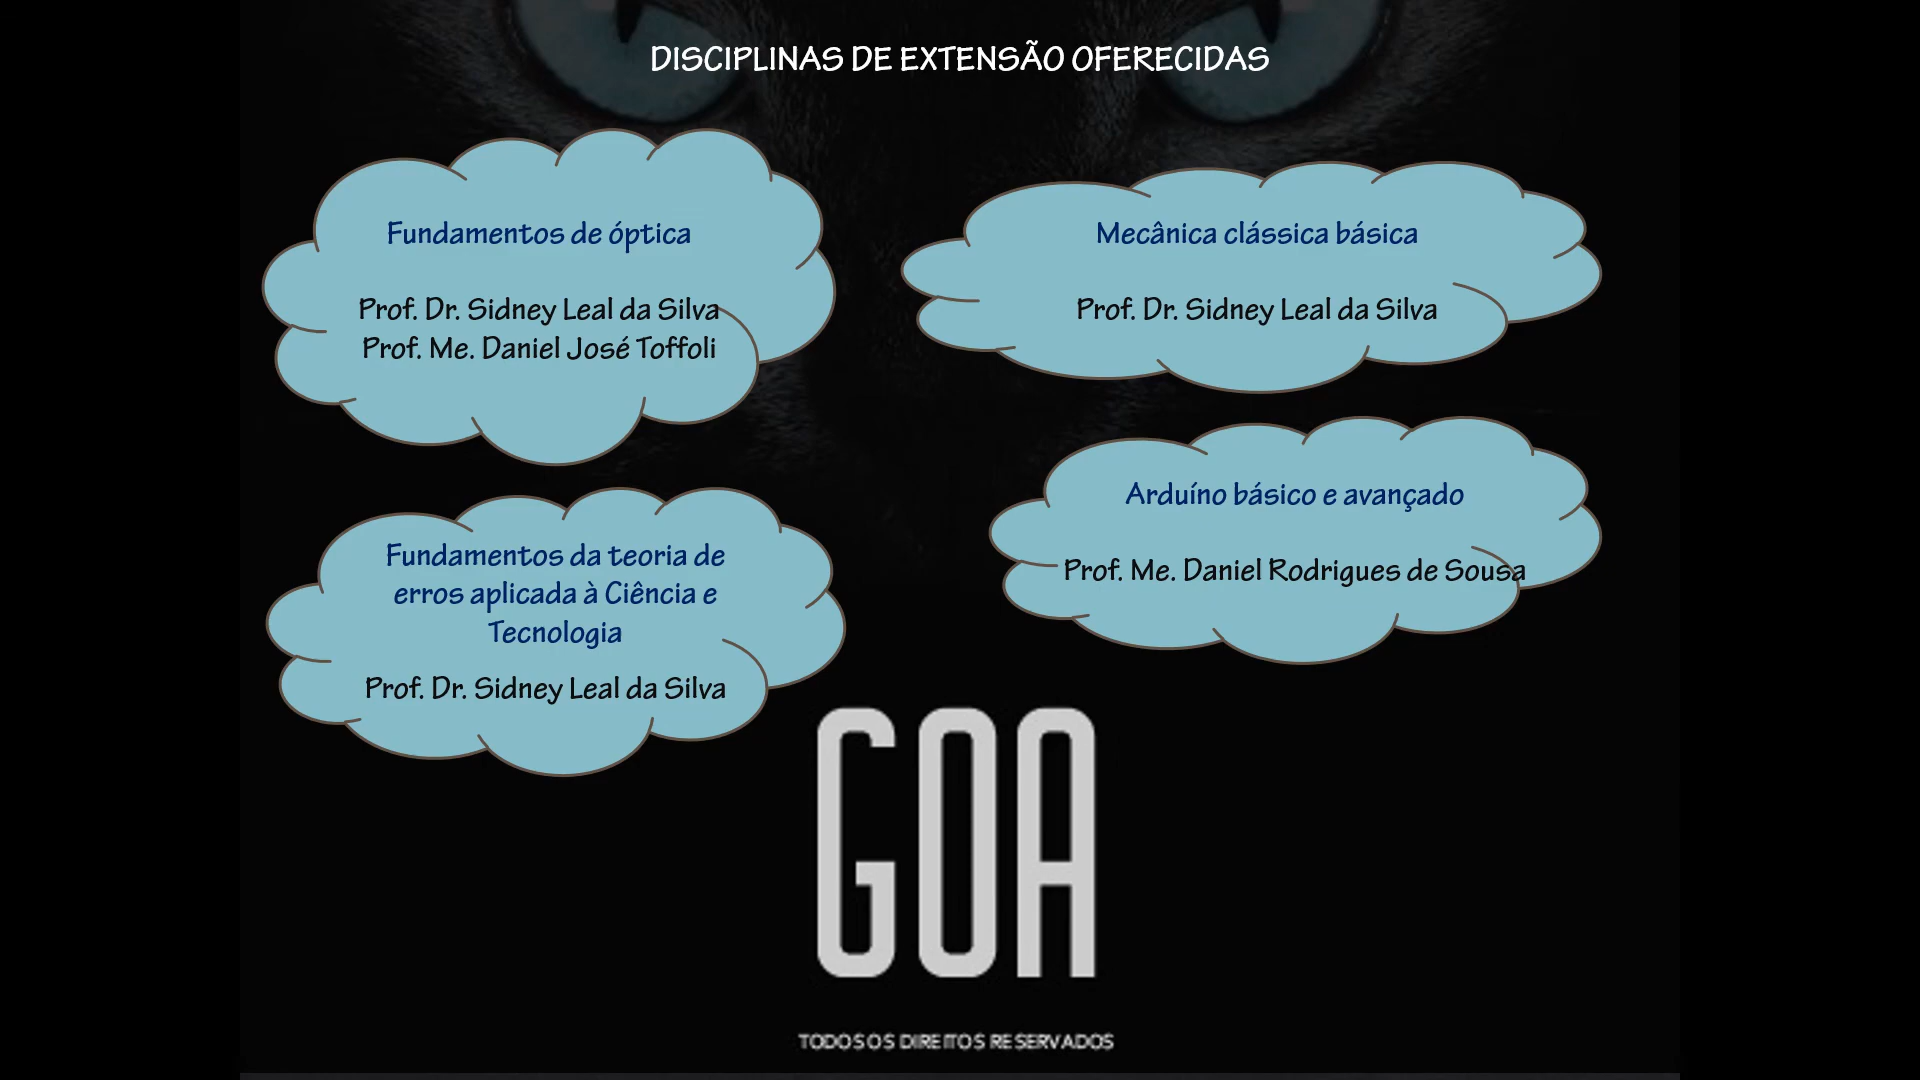 DISCIPLINAS DE EXTENSÃO OFERECIDAS
Fundamentos de óptica
Prof. Dr. Sidney Leal da Silva
Prof. Me. Daniel José Toffoli
Mecânica clássica básica
Prof. Dr. Sidney Leal da Silva
Fundamentos da teoria de
erros aplicada à Ciência e
Tecnologia
Prof. Dr. Sidney Leal da Silva
Arduíno básico e avançado
Prof. Me. Daniel Rodrigues de Sousa
GOA
TODOS OS DIREITOS RESERVADOS